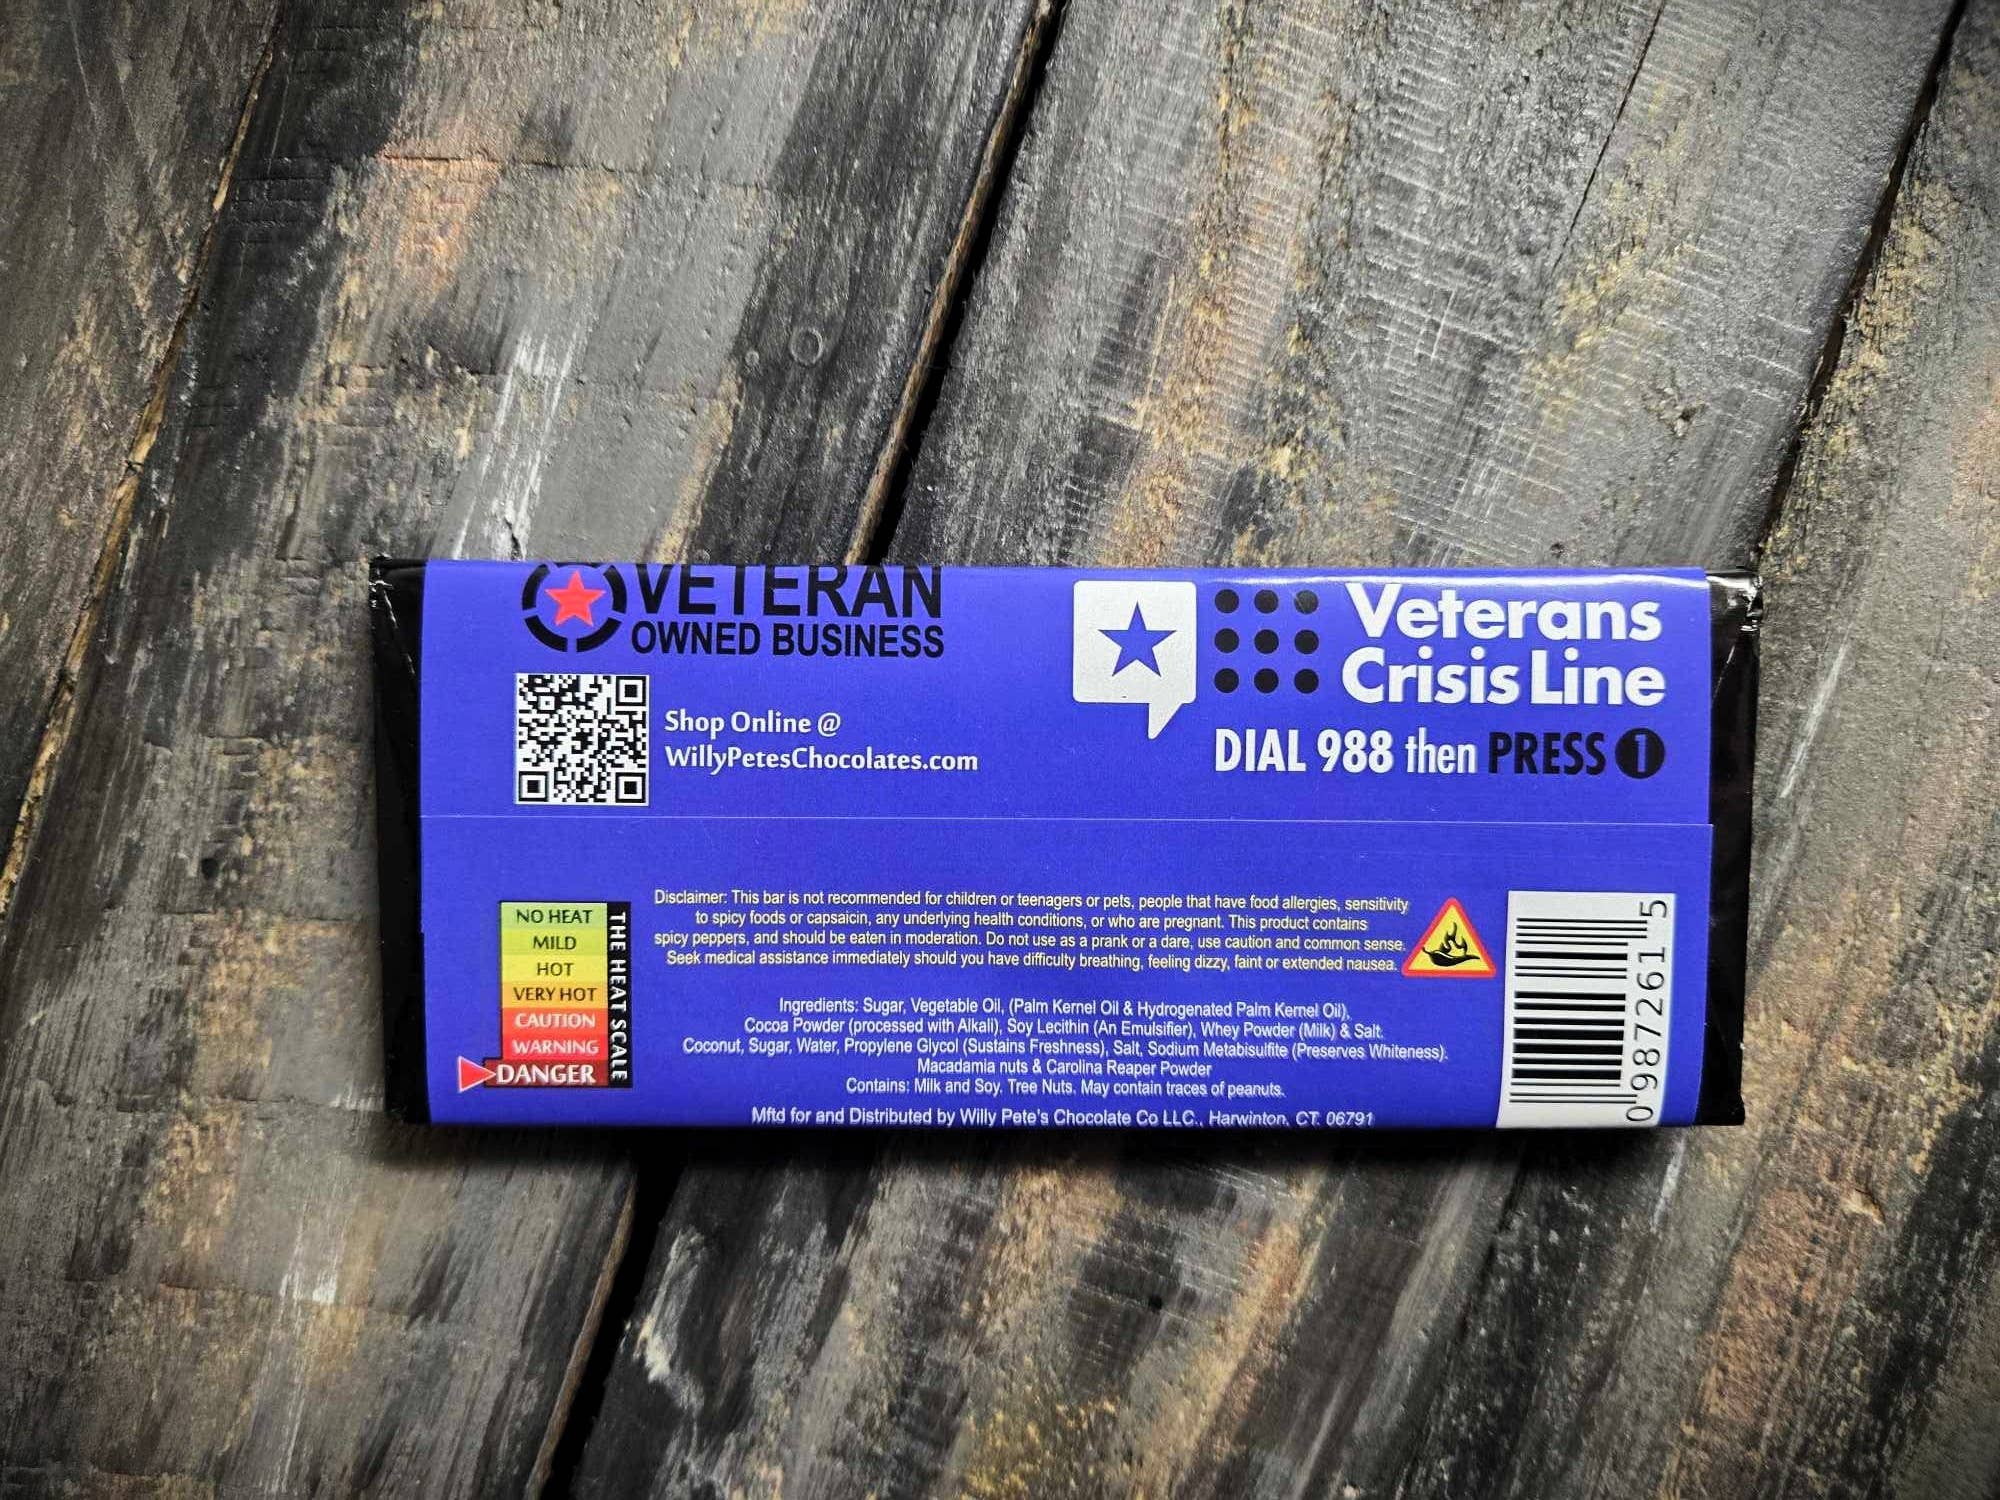 VETERAN
OWNED BUSINESS
Shop Online @
WillyPetesChocolates.com
Veterans
Crisis Line
DIAL 988 then PRESS 1
NO HEAT
MILD
HOT
VERY HOT
CAUTION
WARNING
DANGER
THE HEAT SCALE
Disclaimer: This bar is not recommended for children or teenagers or pets, people that have food allergies, sensitivity
to spicy foods or capsaicin, any underlying health conditions, or who are pregnant. This product contains
spicy peppers, and should be eaten in moderation. Do not use as a prank or a dare, use caution and common sense.
Seek medical assistance immediately should you have difficulty breathing, feeling dizzy, faint or extended nausea.
Ingredients: Sugar, Vegetable Oil, (Palm Kernel Oil & Hydrogenated Palm Kernel Oil),
Cocoa Powder (processed with Alkali), Soy Lecithin (An Emulsifier), Whey Powder (Milk) & Salt.
Coconut, Sugar, Water, Propylene Glycol (Sustains Freshness), Salt, Sodium Metabisulfite (Preserves Whiteness).
Macadamia nuts & Carolina Reaper Powder
Contains: Milk and Soy. Tree Nuts. May contain traces of peanuts.
Mftd for and Distributed by Willy Pete's Chocolate Co LLC., Harwinton, CT. 06791
0 987261 5